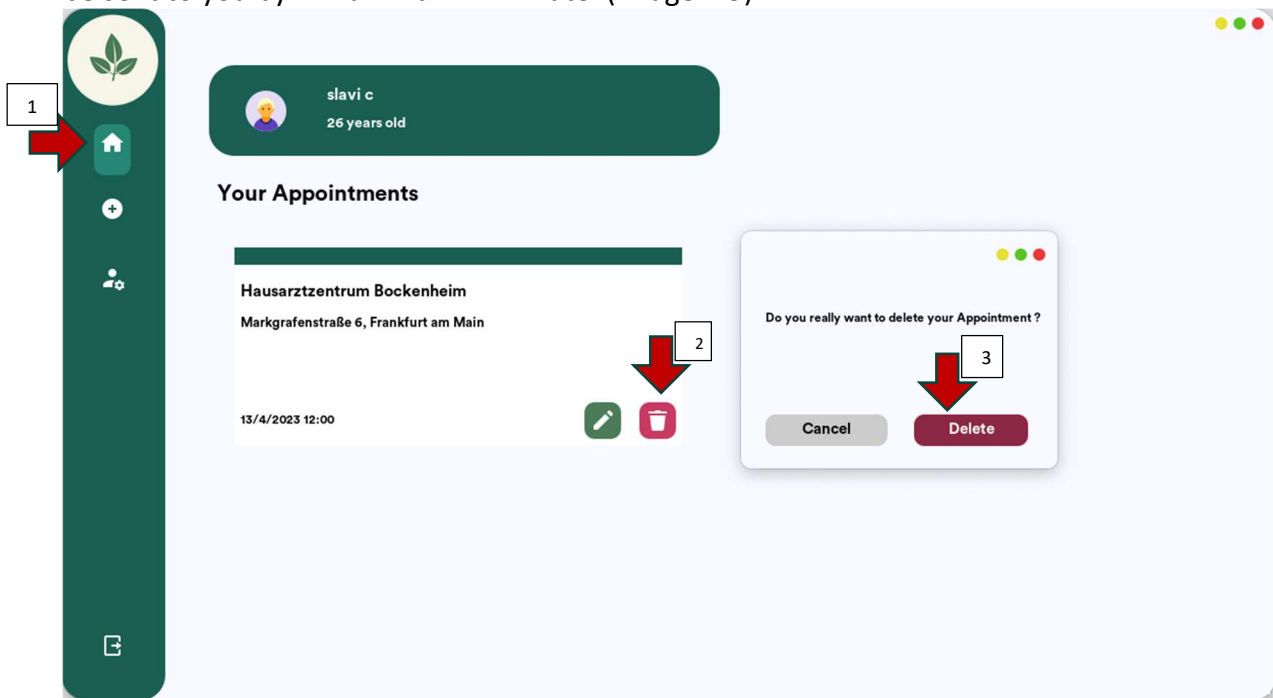 slavi c
26 years old
1
Your Appointments
Hausarztzentrum Bockenheim
Markgrafenstraße 6, Frankfurt am Main
Do you really want to delete your Appointment ?
2
3
13/4/2023 12:00
Cancel
Delete